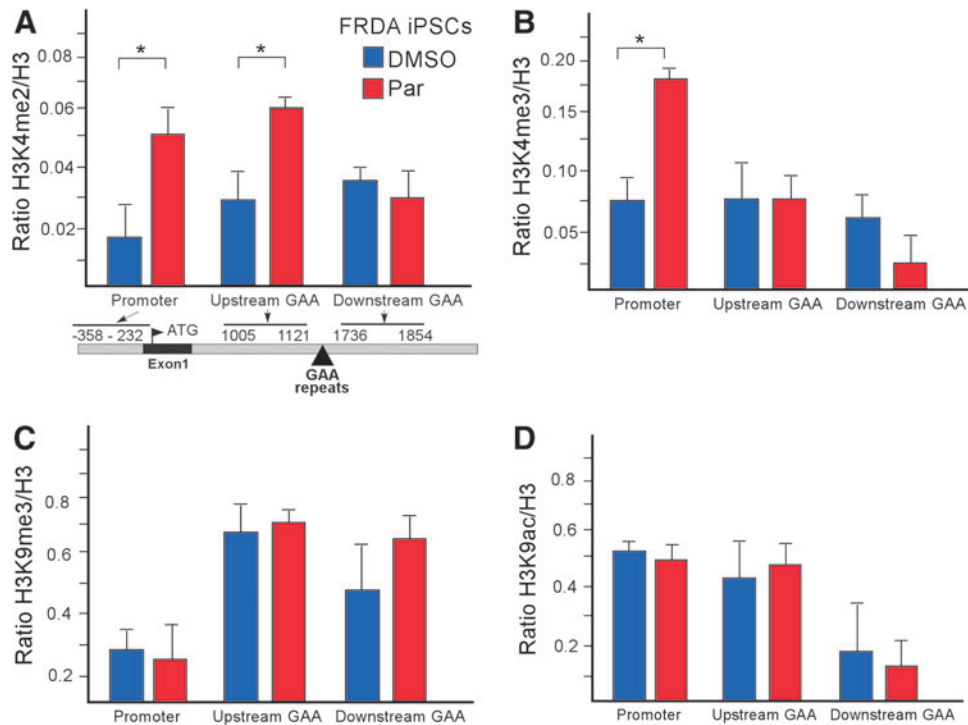 A
FRDA iPSCs
DMSO
Par
Ratio H3K4me2/H3
0.08
0.06
0.04
0.02
*
*
Promoter
Upstream GAA
Downstream GAA
-358 - 232
ATG
1005
1121
1736
1854
Exon1
GAA
repeats
B
Ratio H3K4me3/H3
0.20
0.15
0.10
0.05
*
Promoter
Upstream GAA
Downstream GAA
C
Ratio H3K9me3/H3
0.8
0.6
0.4
0.2
Promoter
Upstream GAA
Downstream GAA
D
Ratio H3K9ac/H3
0.8
0.6
0.4
0.2
Promoter
Upstream GAA
Downstream GAA